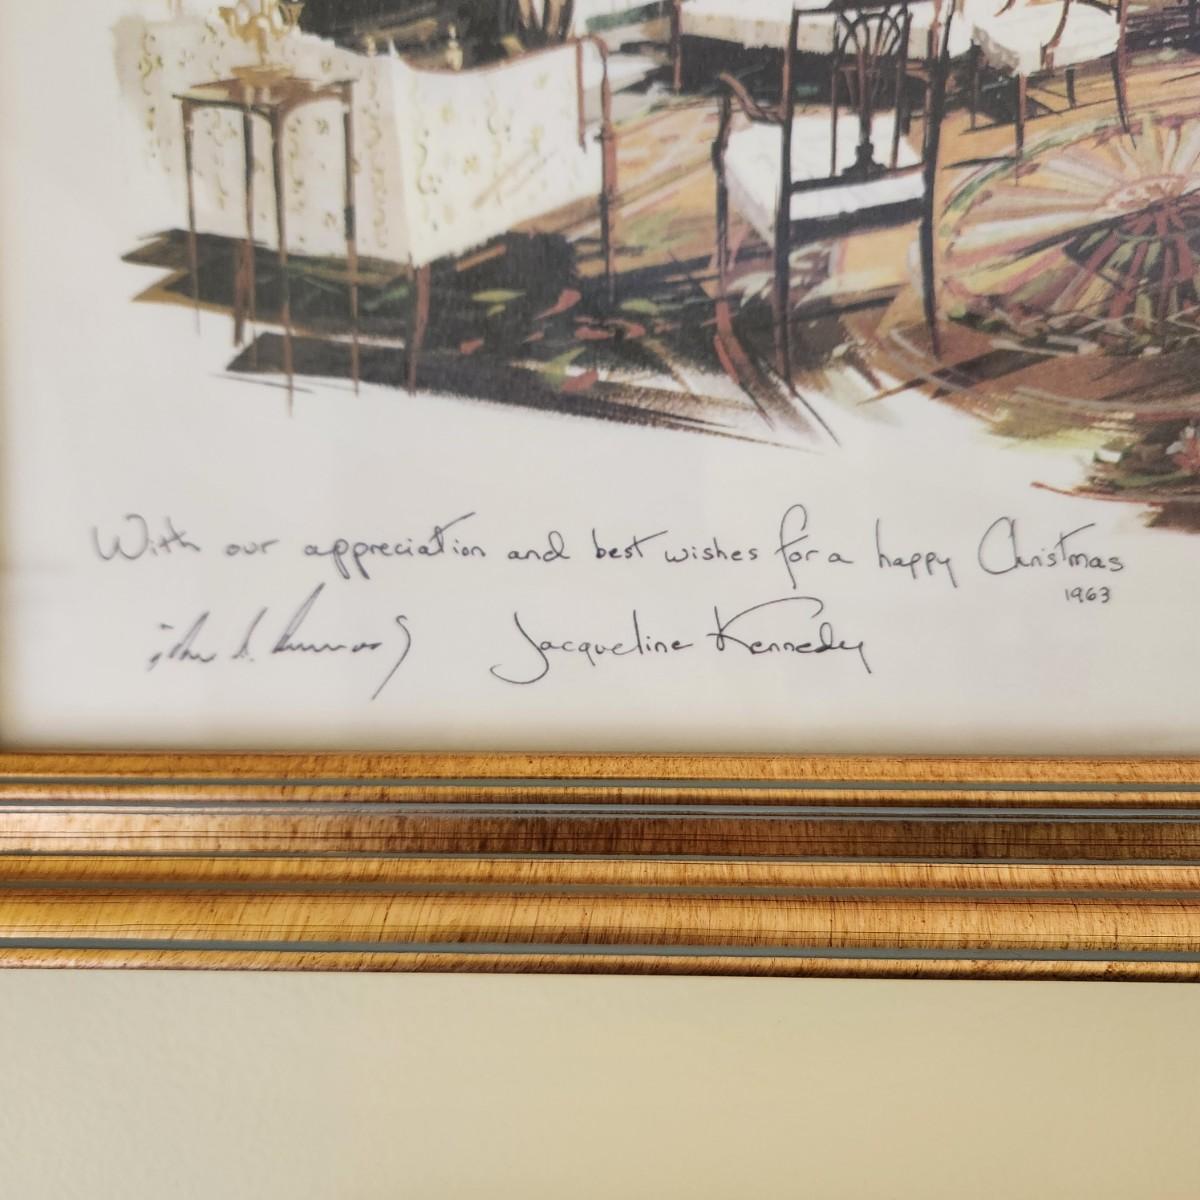 With our appreciation and best wishes for a happy Christmas
1963
Jacqueline Kennedy